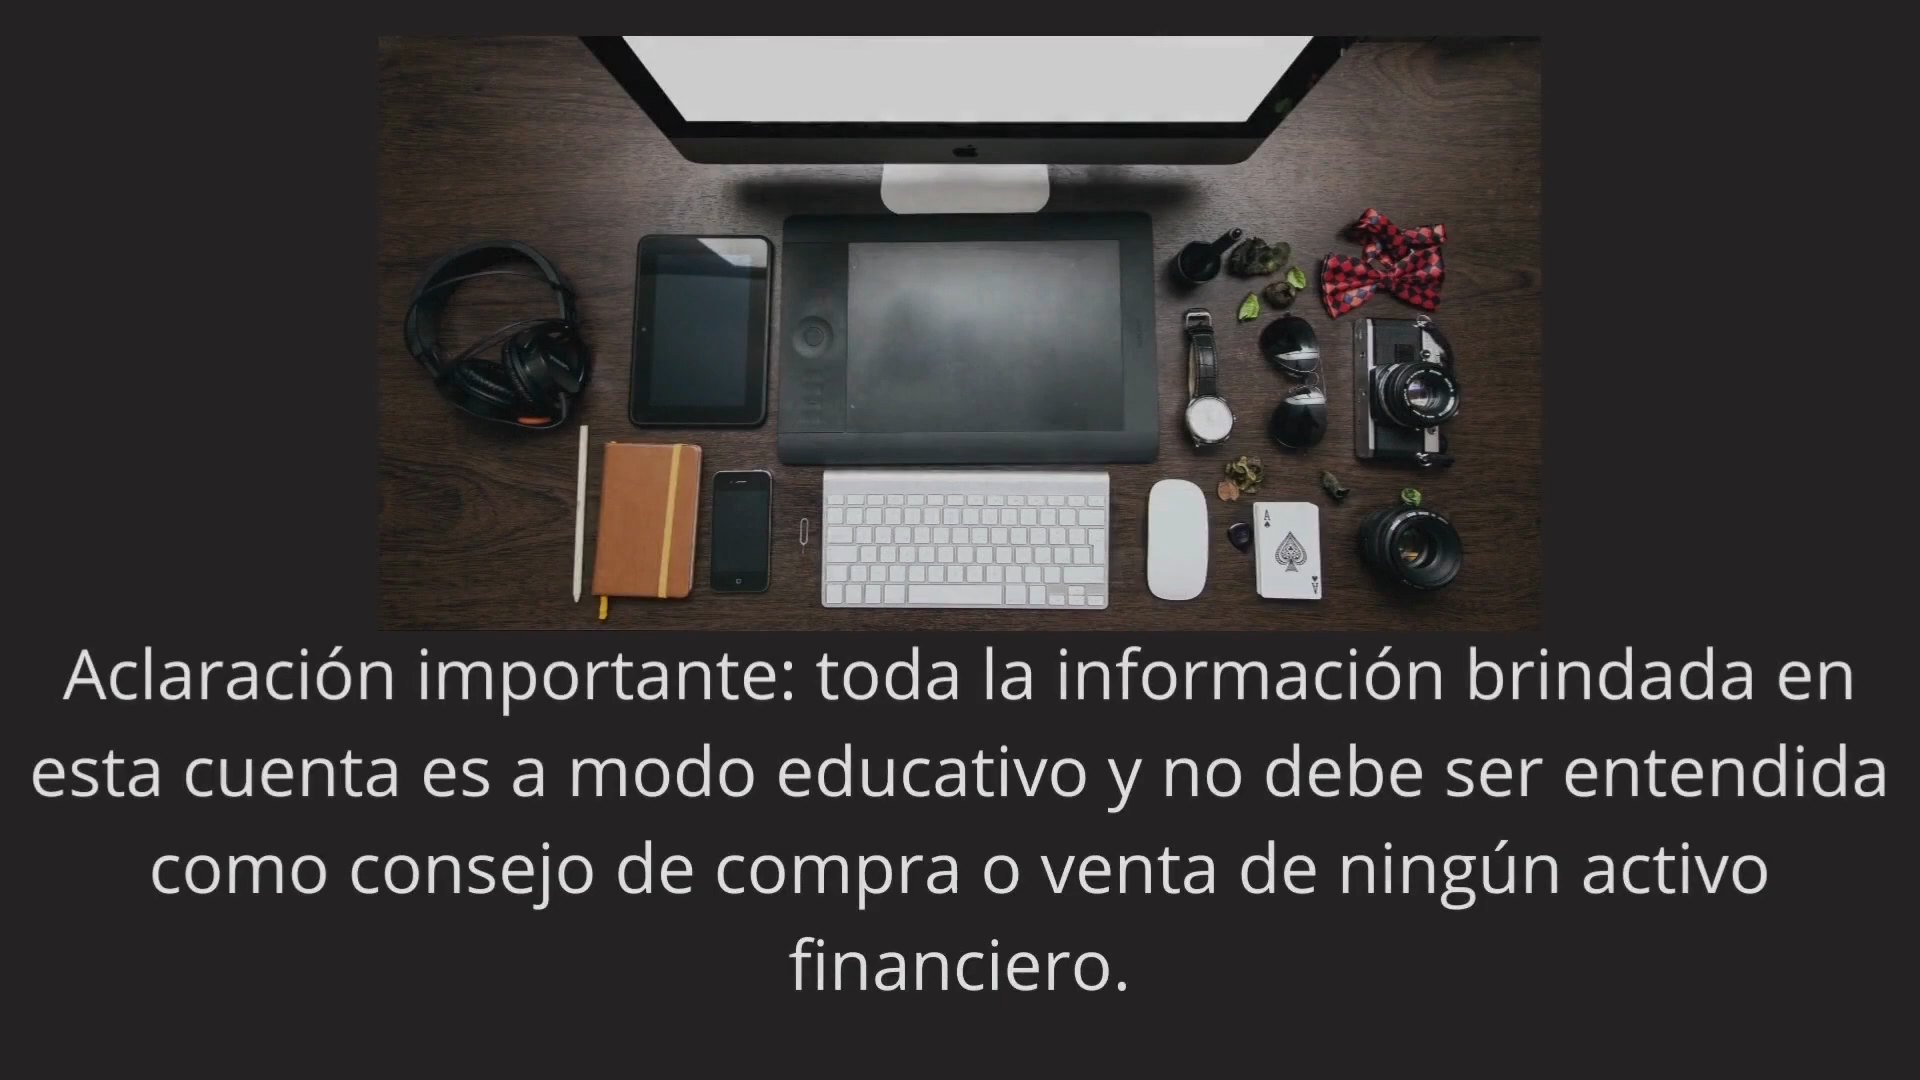 Aclaración importante: toda la información brindada en
esta cuenta es a modo educativo y no debe ser entendida
como consejo de compra o venta de ningún activo
financiero.
A
A